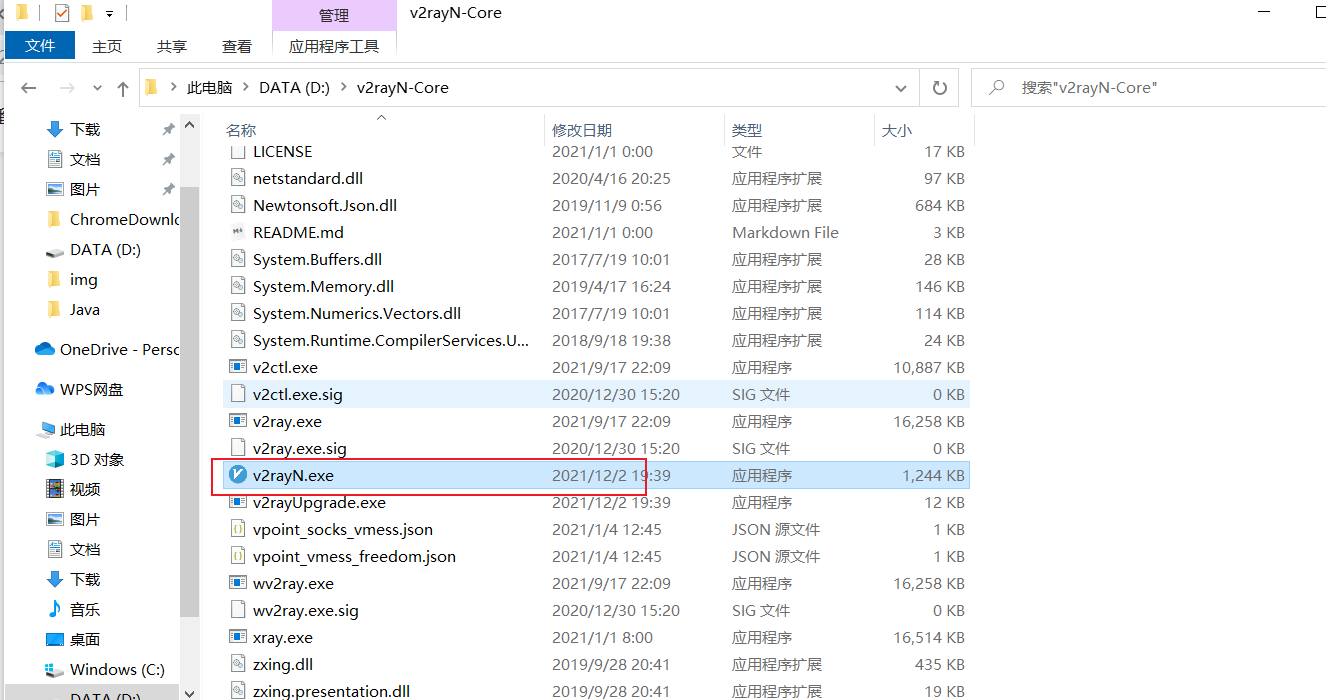 管理
v2rayN-Core
文件 主页 共享 查看 应用程序工具
此电脑 DATA (D:) v2rayN-Core
搜索"v2rayN-Core"
下载
文档
图片
ChromeDownlo
DATA (D:)
img
Java
OneDrive - Perso
WPS网盘
此电脑
3D 对象
视频
图片
文档
下载
音乐
桌面
Windows (C:)
DATA (D:)
名称 修改日期 类型 大小
LICENSE 2021/1/1 0:00 文件 17 KB
netstandard.dll 2020/4/16 20:25 应用程序扩展 97 KB
Newtonsoft.Json.dll 2019/11/9 0:56 应用程序扩展 684 KB
README.md 2021/1/1 0:00 Markdown File 3 KB
System.Buffers.dll 2017/7/19 10:01 应用程序扩展 28 KB
System.Memory.dll 2019/4/17 16:24 应用程序扩展 146 KB
System.Numerics.Vectors.dll 2017/7/19 10:01 应用程序扩展 114 KB
System.Runtime.CompilerServices.U... 2018/9/18 19:38 应用程序扩展 24 KB
v2ctl.exe 2021/9/17 22:09 应用程序 10,887 KB
v2ctl.exe.sig 2020/12/30 15:20 SIG 文件 0 KB
v2ray.exe 2021/9/17 22:09 应用程序 16,258 KB
v2ray.exe.sig 2020/12/30 15:20 SIG 文件 0 KB
v2rayN.exe 2021/12/2 19:39 应用程序 1,244 KB
v2rayUpgrade.exe 2021/12/2 19:39 应用程序 12 KB
vpoint_socks_vmess.json 2021/1/4 12:45 JSON 源文件 1 KB
vpoint_vmess_freedom.json 2021/1/4 12:45 JSON 源文件 1 KB
wv2ray.exe 2021/9/17 22:09 应用程序 16,258 KB
wv2ray.exe.sig 2020/12/30 15:20 SIG 文件 0 KB
xray.exe 2021/1/1 8:00 应用程序 16,514 KB
zxing.dll 2019/9/28 20:41 应用程序扩展 435 KB
zxing.presentation.dll 2019/9/28 20:41 应用程序扩展 19 KB